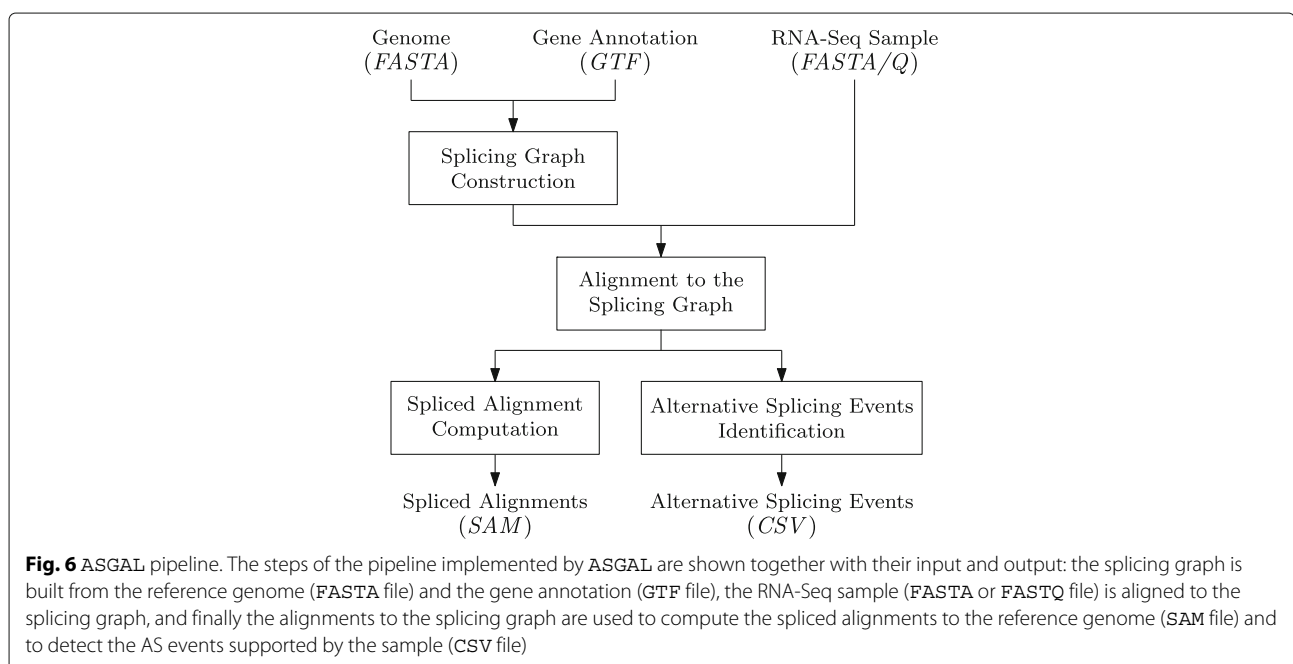 Genome
(FASTA)
Gene Annotation
(GTF)
RNA-Seq Sample
(FASTA/Q)
Splicing Graph
Construction
Alignment to the
Splicing Graph
Spliced Alignment
Computation
Alternative Splicing Events
Identification
Spliced Alignments
(SAM)
Alternative Splicing Events
(CSV)
Fig. 6 ASGAL pipeline. The steps of the pipeline implemented by ASGAL are shown together with their input and output: the splicing graph is
built from the reference genome (FASTA file) and the gene annotation (GTF file), the RNA-Seq sample (FASTA or FASTQ file) is aligned to the
splicing graph, and finally the alignments to the splicing graph are used to compute the spliced alignments to the reference genome (SAM file) and
to detect the AS events supported by the sample (CSV file)